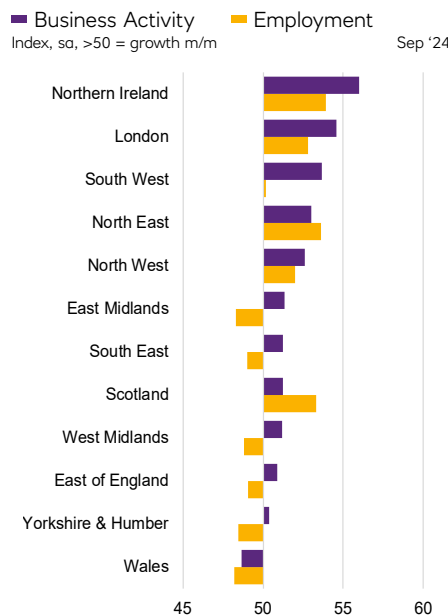 Business Activity Employment
Index, sa, >50 = growth m/m Sep ‘24
Northern Ireland
London
South West
North East
North West
East Midlands
South East
Scotland
West Midlands
East of England
Yorkshire & Humber
Wales
45 50 55 60